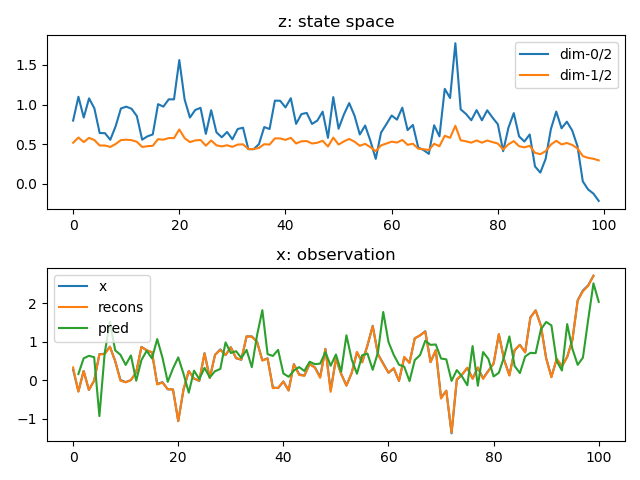 z: state space
dim-0/2
dim-1/2
1.5
1.0
0.5
0.0
0 20 40 60 80 100
x: observation
x
recons
pred
2
1
0
−1
0 20 40 60 80 100